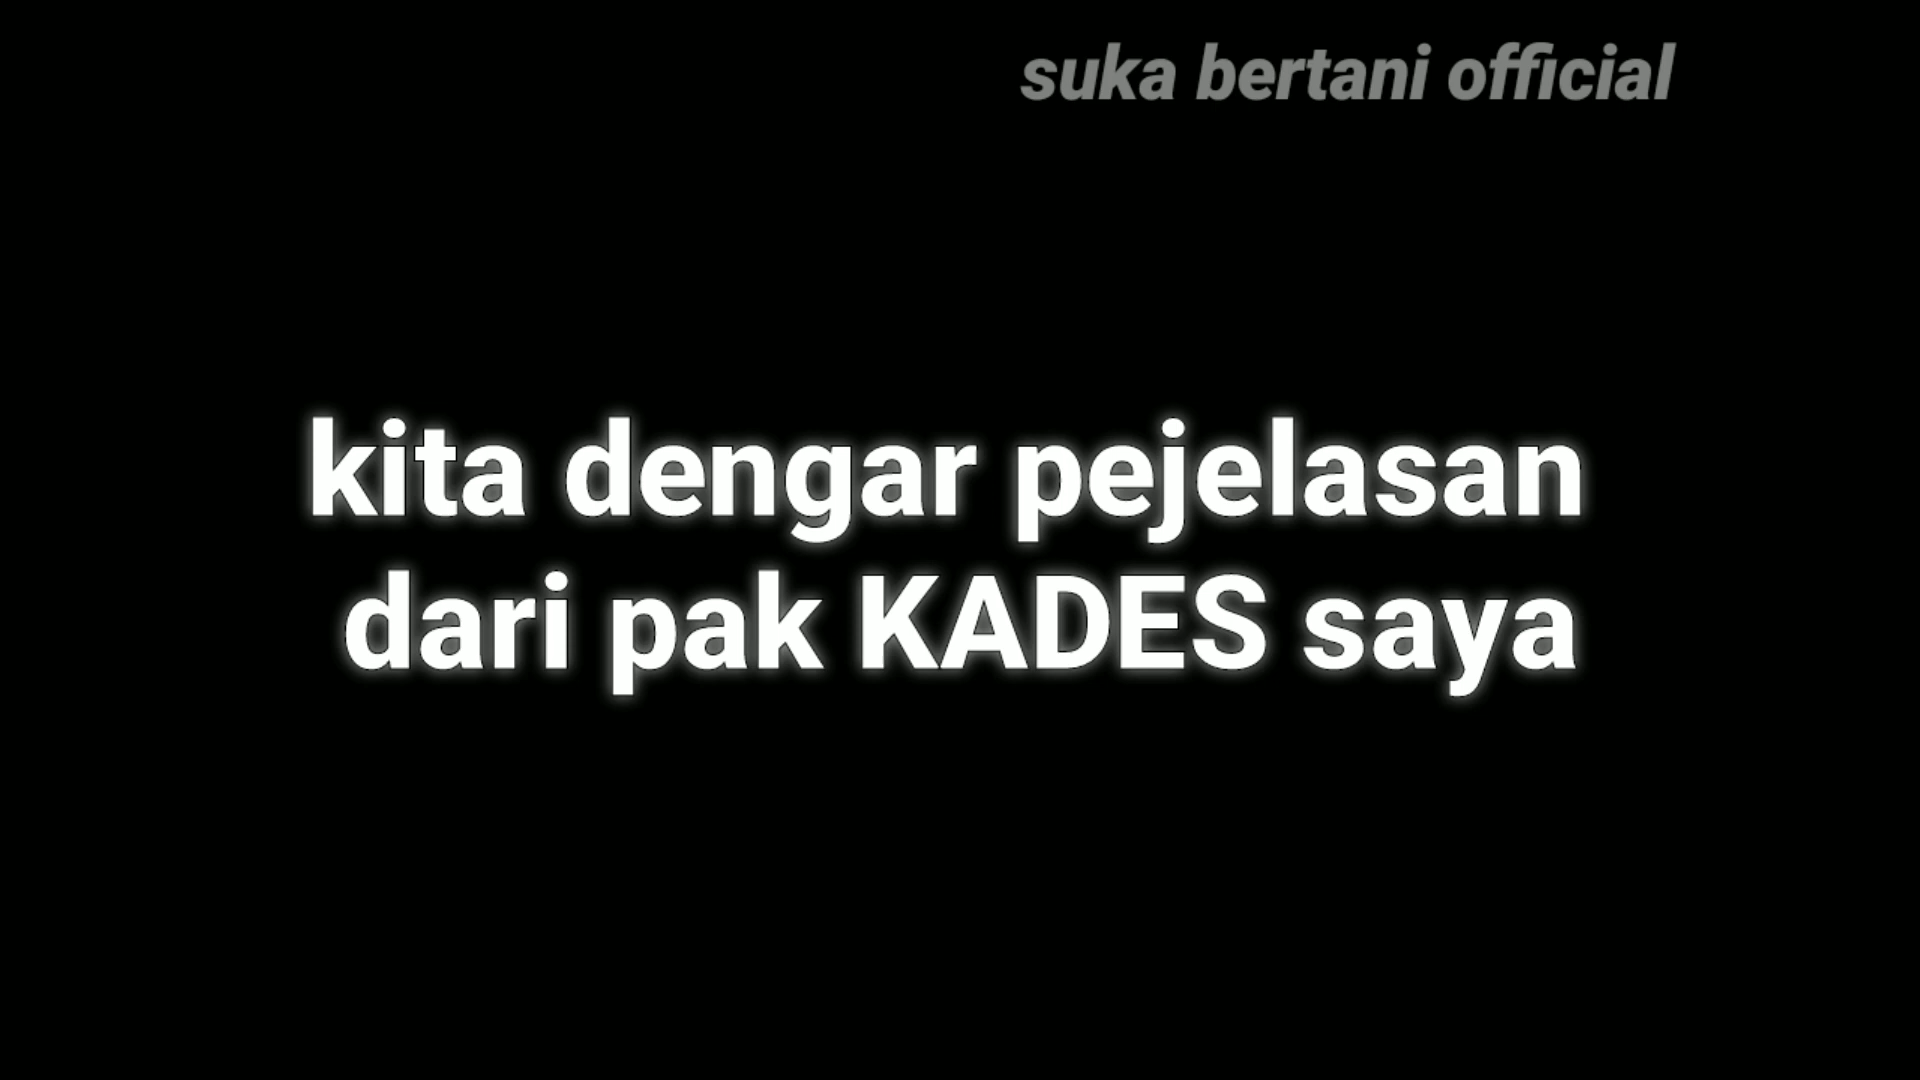 suka bertani official
kita dengar pejelasan
dari pak KADES saya